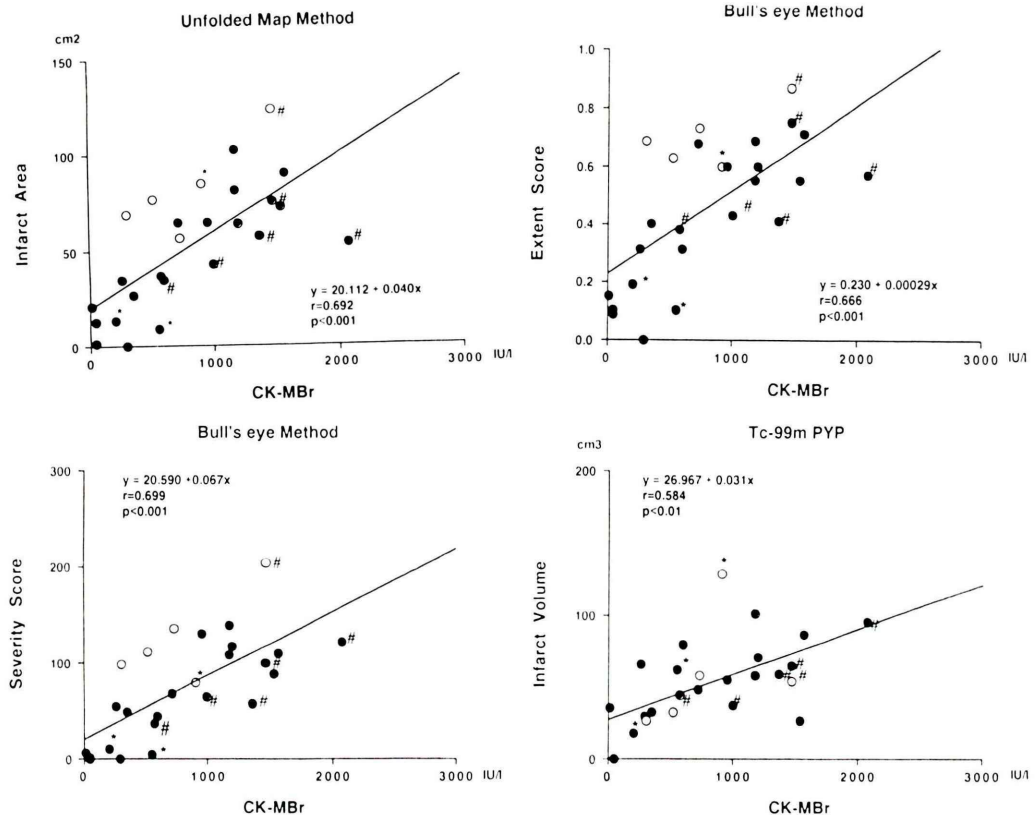 Unfolded Map Method
cm2
150
100
50
0
Infarct Area
#
*
#
#
#
#
#
*
*
y = 20.112 + 0.040x
r=0.692
p<0.001
0
1000
2000
3000
IU/l
CK-MBr
Bull's eye Method
1.0
0.8
0.6
0.4
0.2
0.0
Extent Score
#
#
*
#
#
#
#
*
*
y = 0.230 + 0.00029x
r=0.666
p<0.001
0
1000
2000
3000
IU/l
CK-MBr
Bull's eye Method
300
200
100
0
Severity Score
y = 20.590 +0.067x
r=0.699
p<0.001
#
#
#
*
#
#
#
*
*
0
1000
2000
3000
IU/l
CK-MBr
Tc-99m PYP
cm3
200
100
0
Infarct Volume
y = 26.967 + 0.031x
r=0.584
p<0.01
*
*
#
#
#
#
#
#
*
0
1000
2000
3000
IU/l
CK-MBr